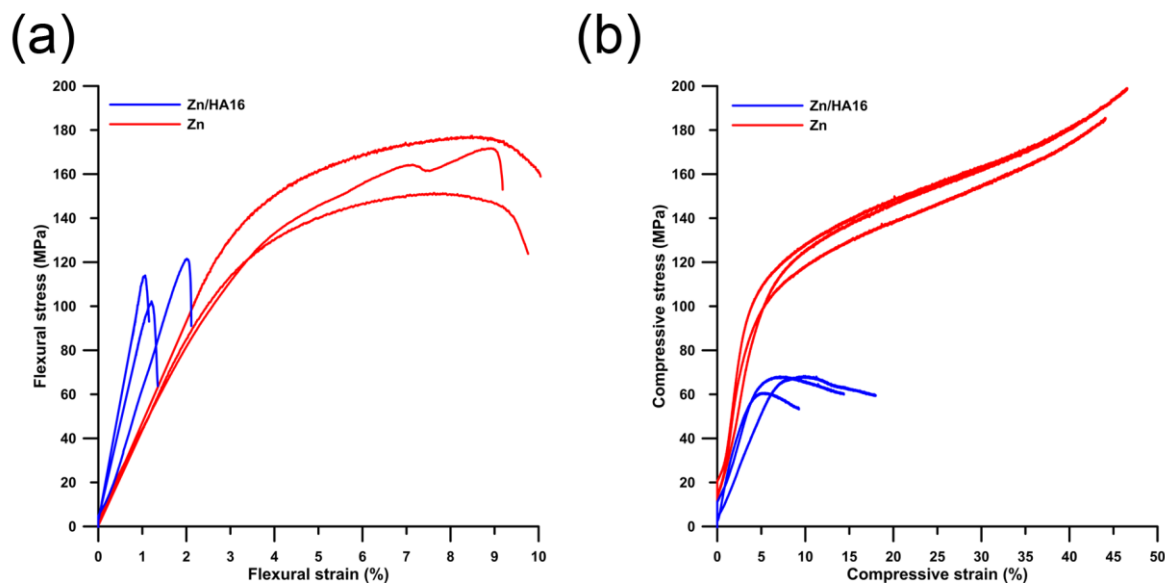 (a)
Flexural stress (MPa)
200
180
160
140
120
100
80
60
40
20
0
Zn/HA16
Zn
0 1 2 3 4 5 6 7 8 9 10
Flexural strain (%)
(b)
Compressive stress (MPa)
200
180
160
140
120
100
80
60
40
20
0
Zn/HA16
Zn
0 5 10 15 20 25 30 35 40 45 50
Compressive strain (%)